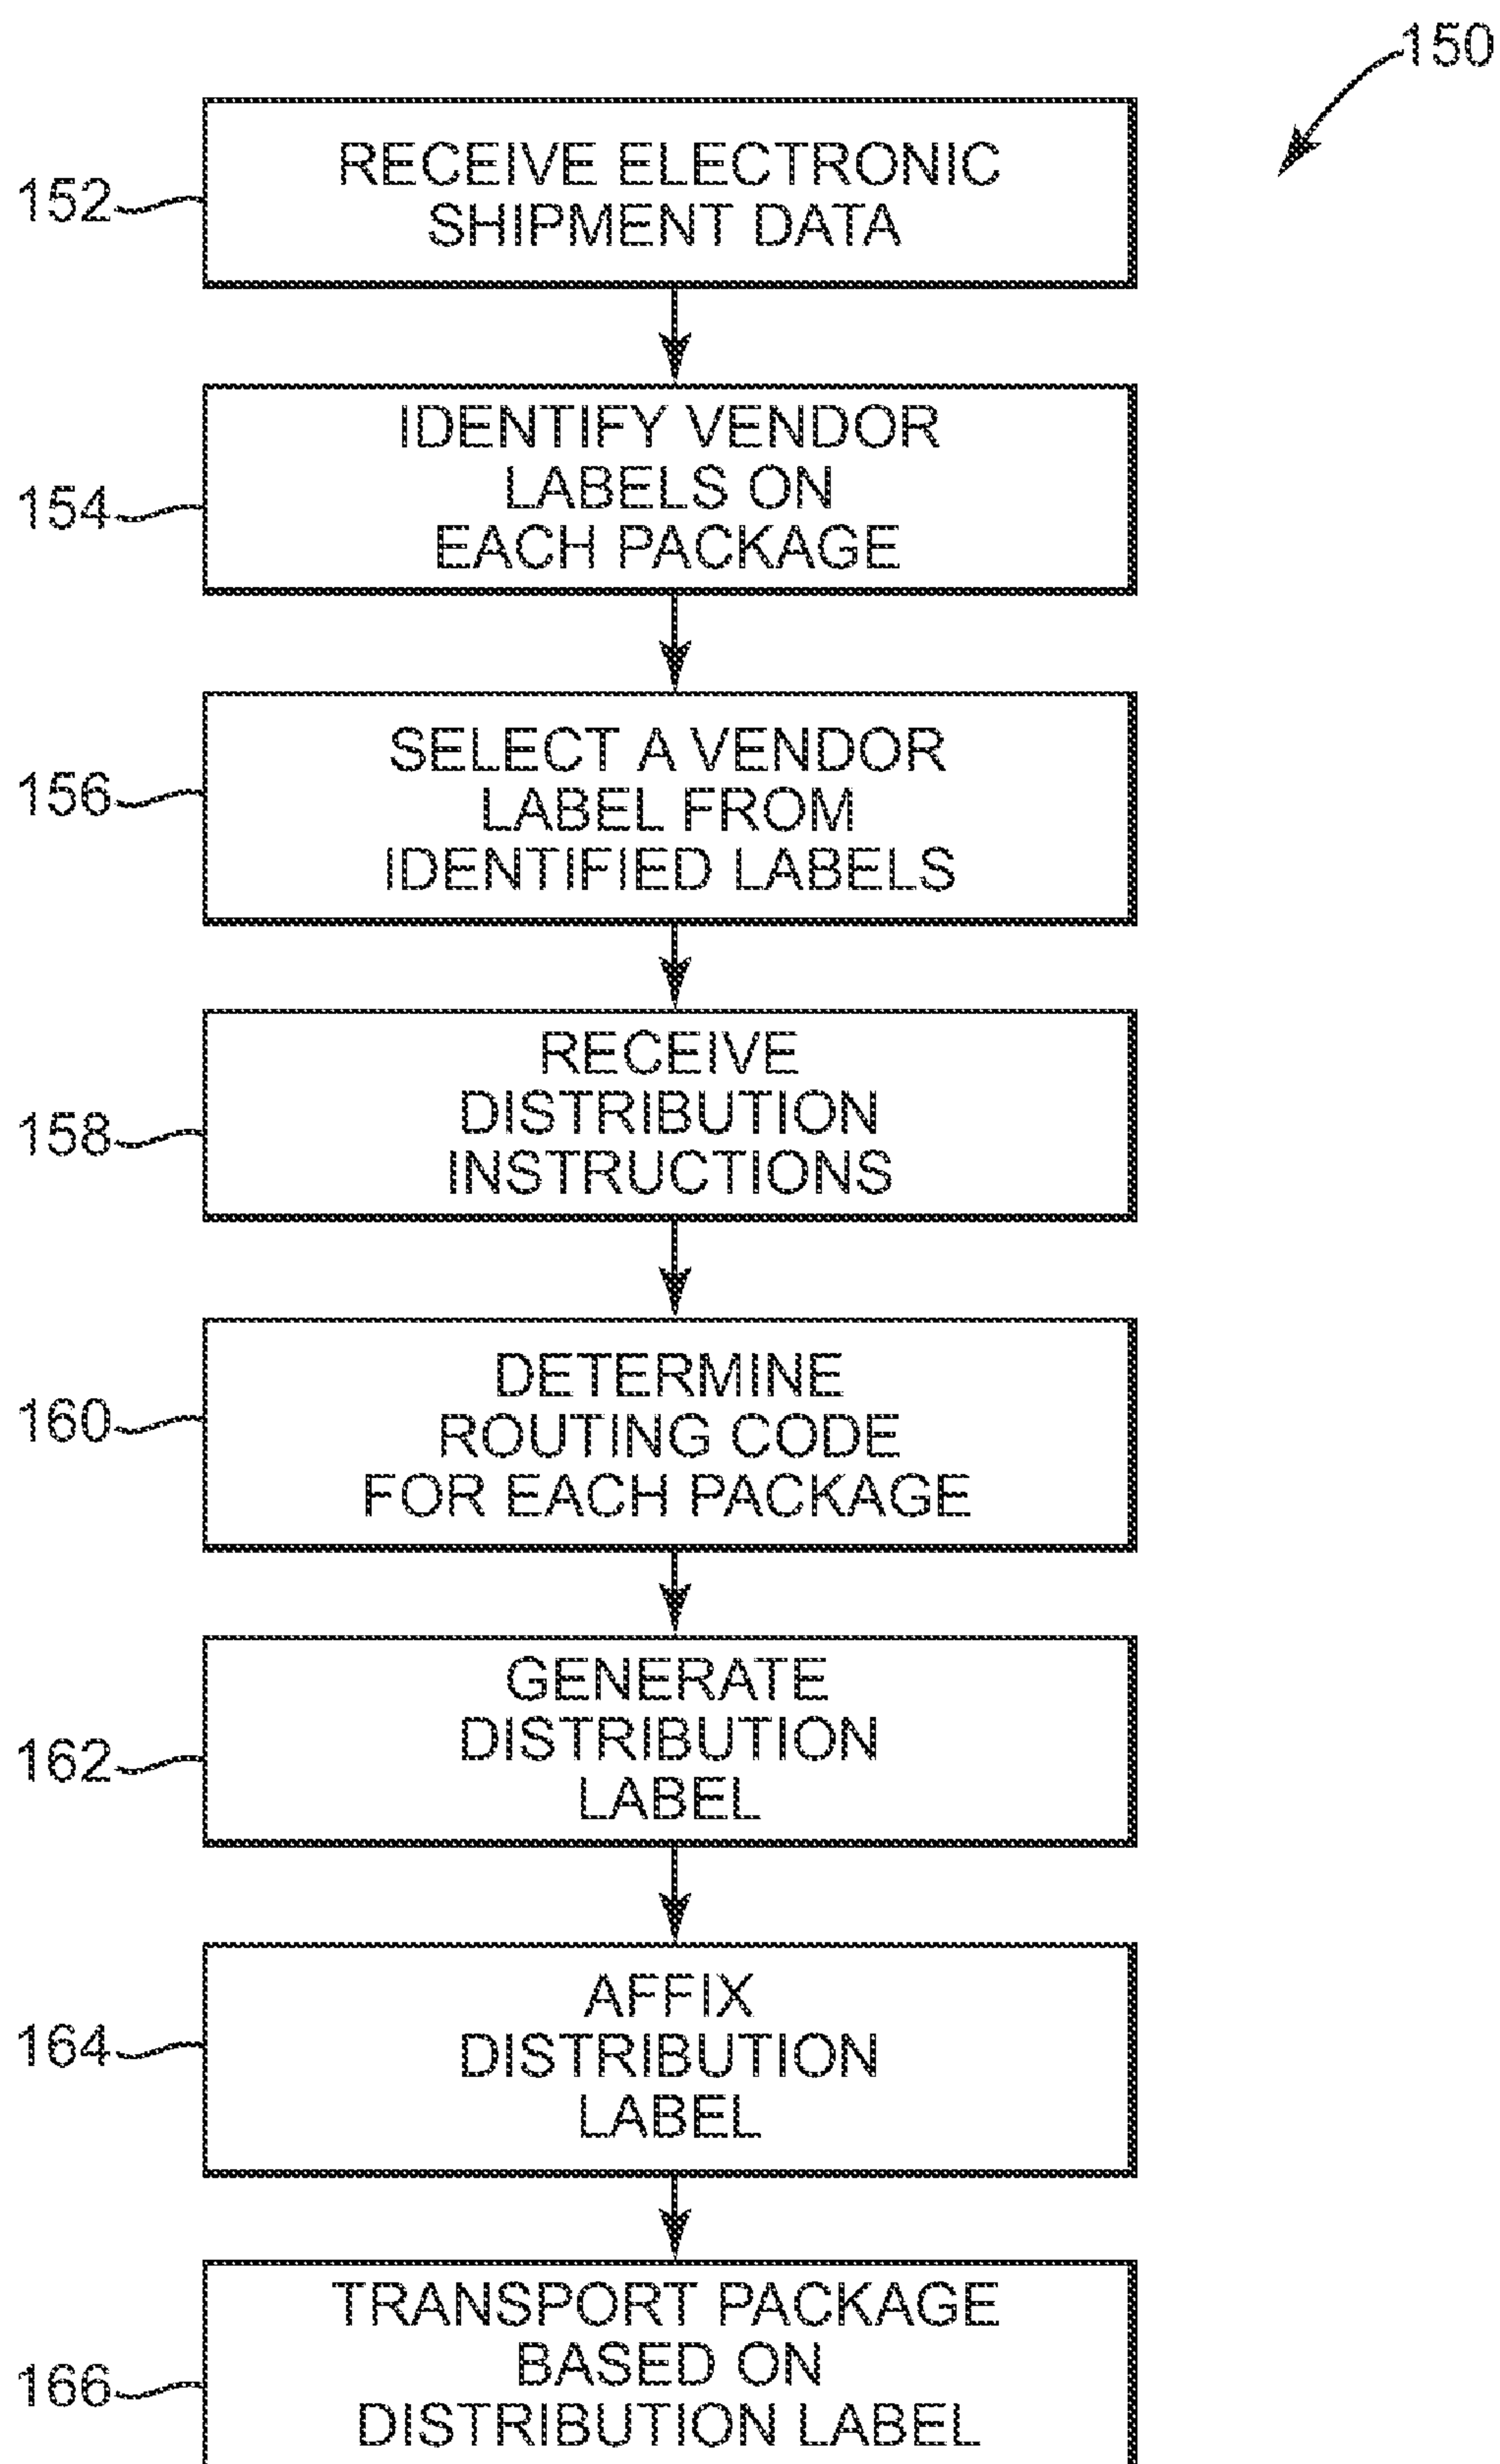 150
152
RECEIVE ELECTRONIC
SHIPMENT DATA
154
IDENTIFY VENDOR
LABELS ON
EACH PACKAGE
156
SELECT A VENDOR
LABEL FROM
IDENTIFIED LABELS
158
RECEIVE
DISTRIBUTION
INSTRUCTIONS
160
DETERMINE
ROUTING CODE
FOR EACH PACKAGE
162
GENERATE
DISTRIBUTION
LABEL
164
AFFIX
DISTRIBUTION
LABEL
166
TRANSPORT PACKAGE
BASED ON
DISTRIBUTION LABEL